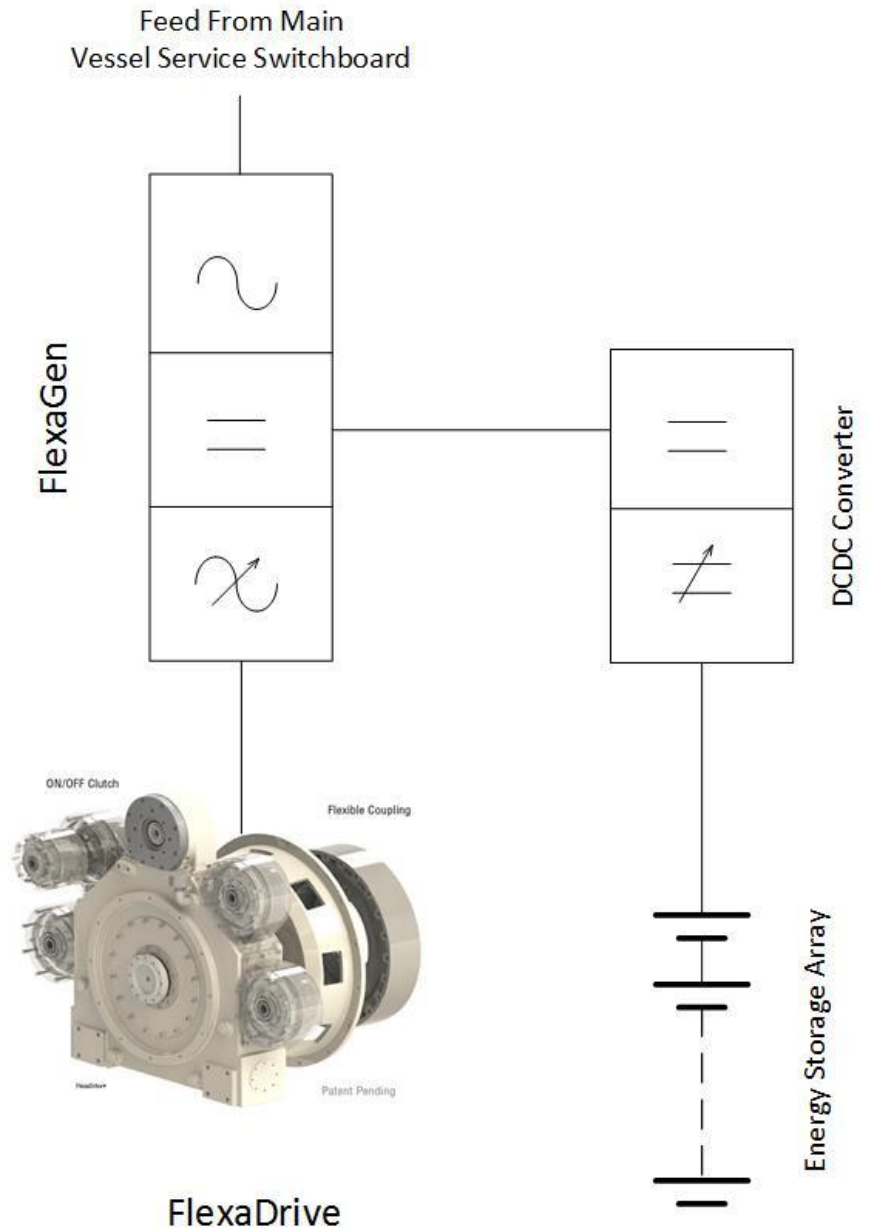 Feed From Main
Vessel Service Switchboard
FlexaGen
DCDC Converter
ON/OFF Clutch
Flexible Coupling
Patent Pending
Energy Storage Array
FlexaDrive